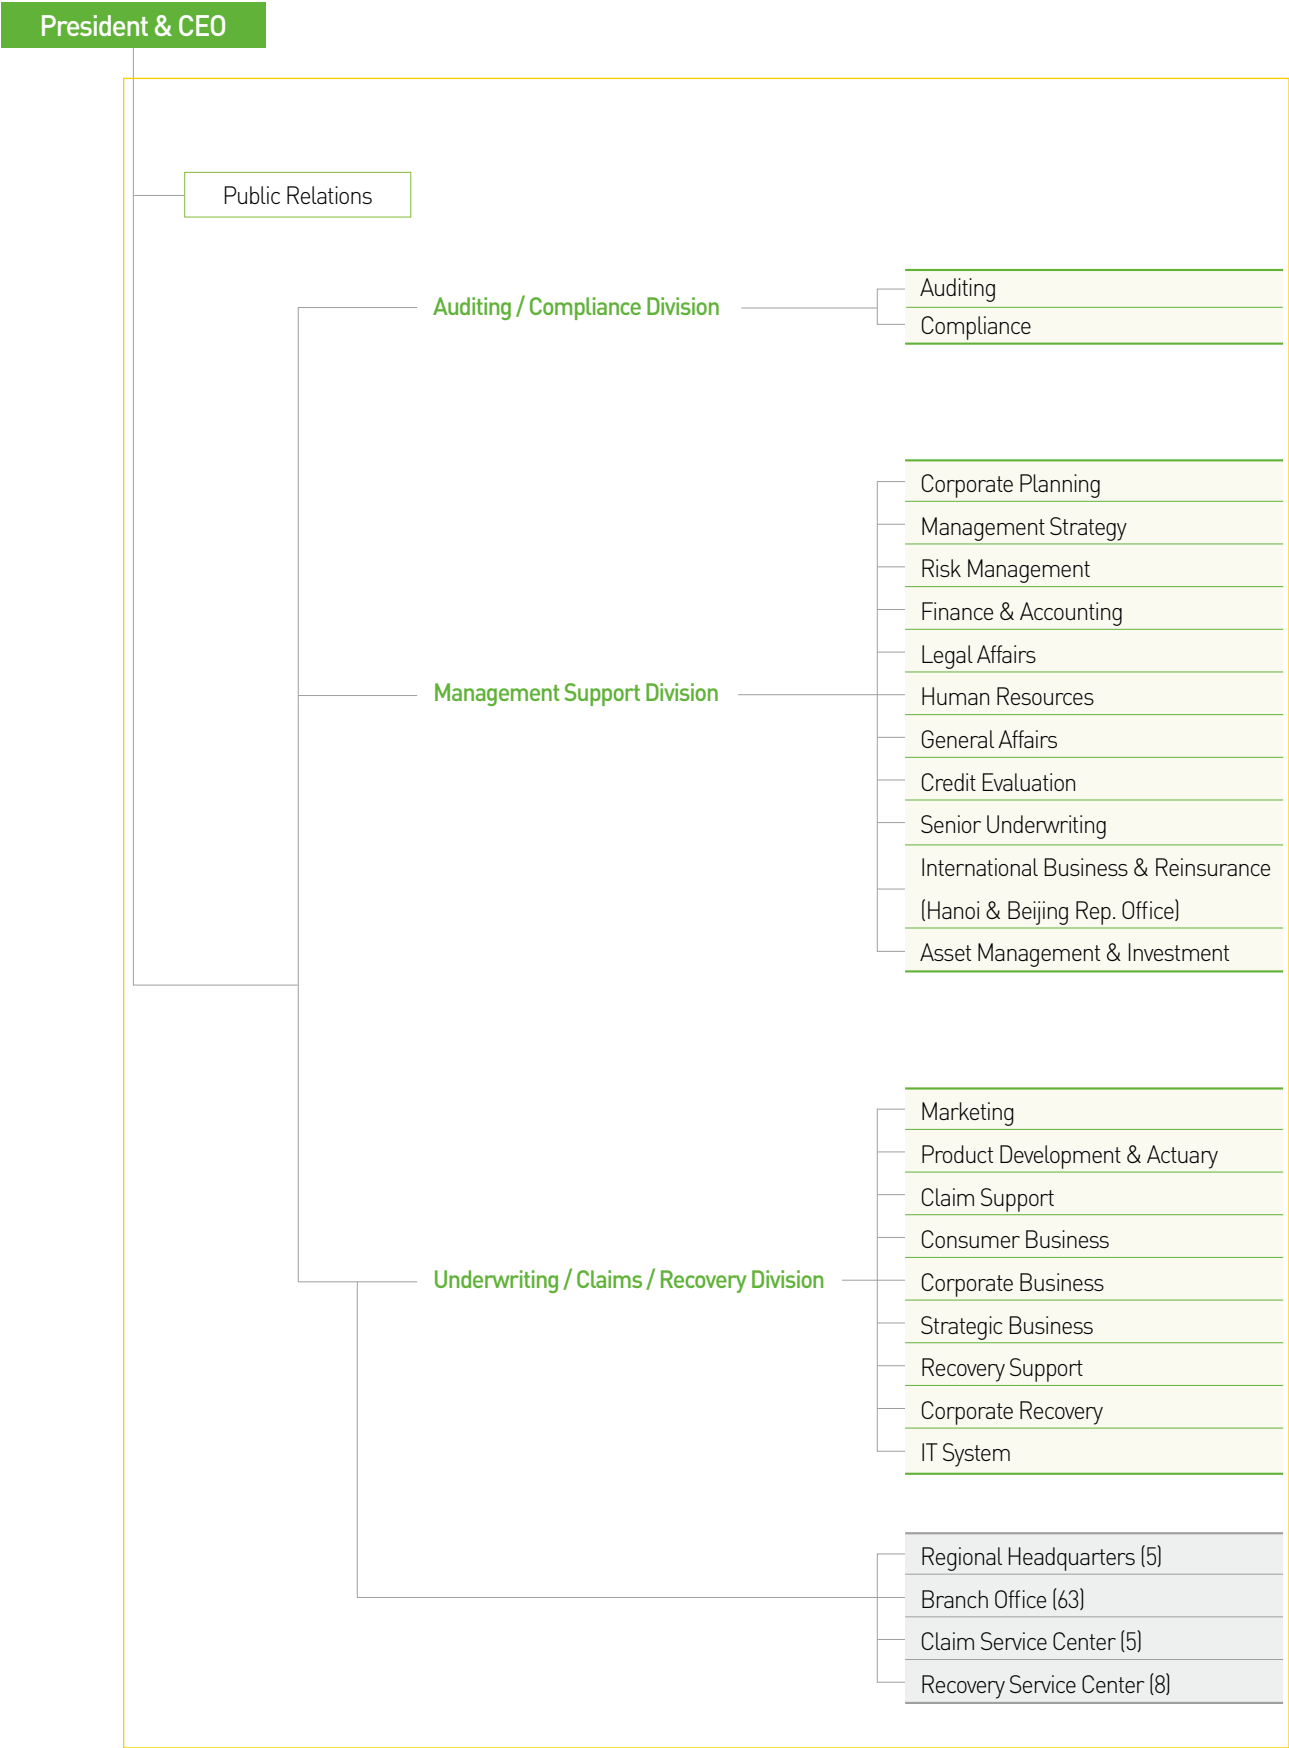 President & CEO
Public Relations
Auditing / Compliance Division
Auditing
Compliance
Management Support Division
Corporate Planning
Management Strategy
Risk Management
Finance & Accounting
Legal Affairs
Human Resources
General Affairs
Credit Evaluation
Senior Underwriting
International Business & Reinsurance
(Hanoi & Beijing Rep. Office)
Asset Management & Investment
Underwriting / Claims / Recovery Division
Marketing
Product Development & Actuary
Claim Support
Consumer Business
Corporate Business
Strategic Business
Recovery Support
Corporate Recovery
IT System
Regional Headquarters (5)
Branch Office (63)
Claim Service Center (5)
Recovery Service Center (8)